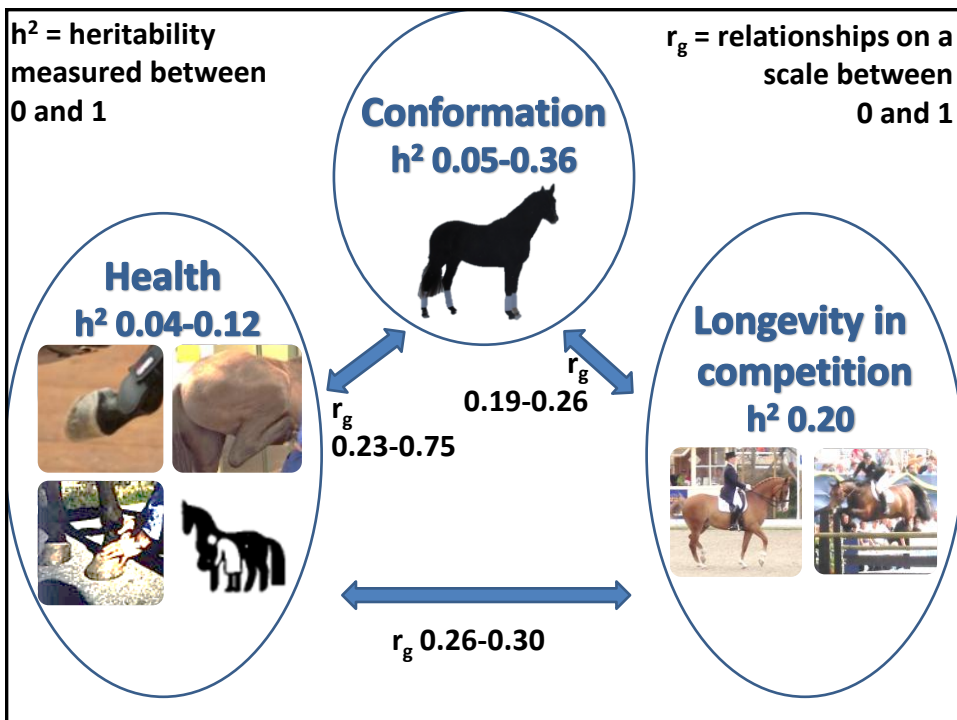 h² = heritability
measured between
0 and 1
r_g = relationships on a
scale between
0 and 1
Conformation
h² 0.05-0.36
Health
h² 0.04-0.12
Longevity in
competition
h² 0.20
r_g
0.23-0.75
r_g
0.19-0.26
r_g 0.26-0.30